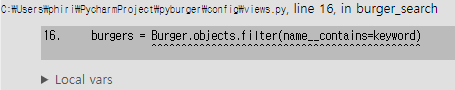 C:₩Users₩phiri₩PycharmProject₩pyburger₩config₩views.py, line 16, in burger_search
16. burgers = Burger.objects.filter(name__contains=keyword)
▶ Local vars